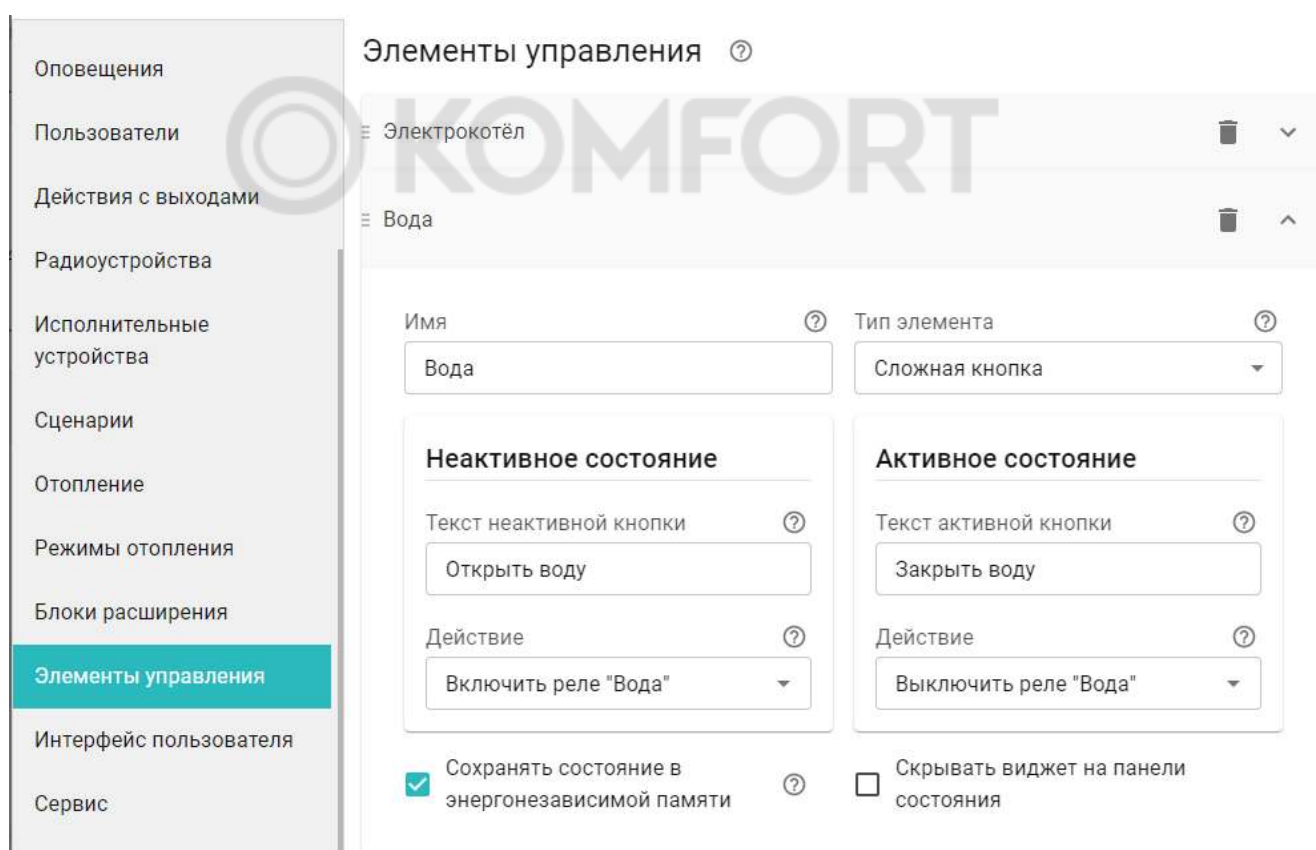 Оповещения
Пользователи
Действия с выходами
Радиоустройства
Исполнительные
устройства
Сценарии
Отопление
Режимы отопления
Блоки расширения
Элементы управления
Интерфейс пользователя
Сервис
Элементы управления
KOMFORT
Электрокотёл
Вода
Имя
Вода
Тип элемента
Сложная кнопка
Неактивное состояние
Текст неактивной кнопки
Открыть воду
Действие
Включить реле "Вода"
Активное состояние
Текст активной кнопки
Закрыть воду
Действие
Выключить реле "Вода"
Сохранять состояние в
энергонезависимой памяти
Скрывать виджет на панели
состояния